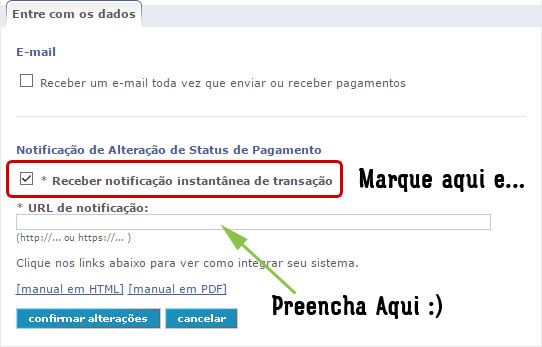 Entre com os dados
E-mail
Receber um e-mail toda vez que enviar ou receber pagamentos
Notificação de Alteração de Status de Pagamento
* Receber notificação instantânea de transação
Marque aqui e...
* URL de notificação:
(http://... ou https://... )
Clique nos links abaixo para ver como integrar seu sistema.
[manual em HTML] [manual em PDF]
Preencha Aqui :)
confirmar alterações cancelar